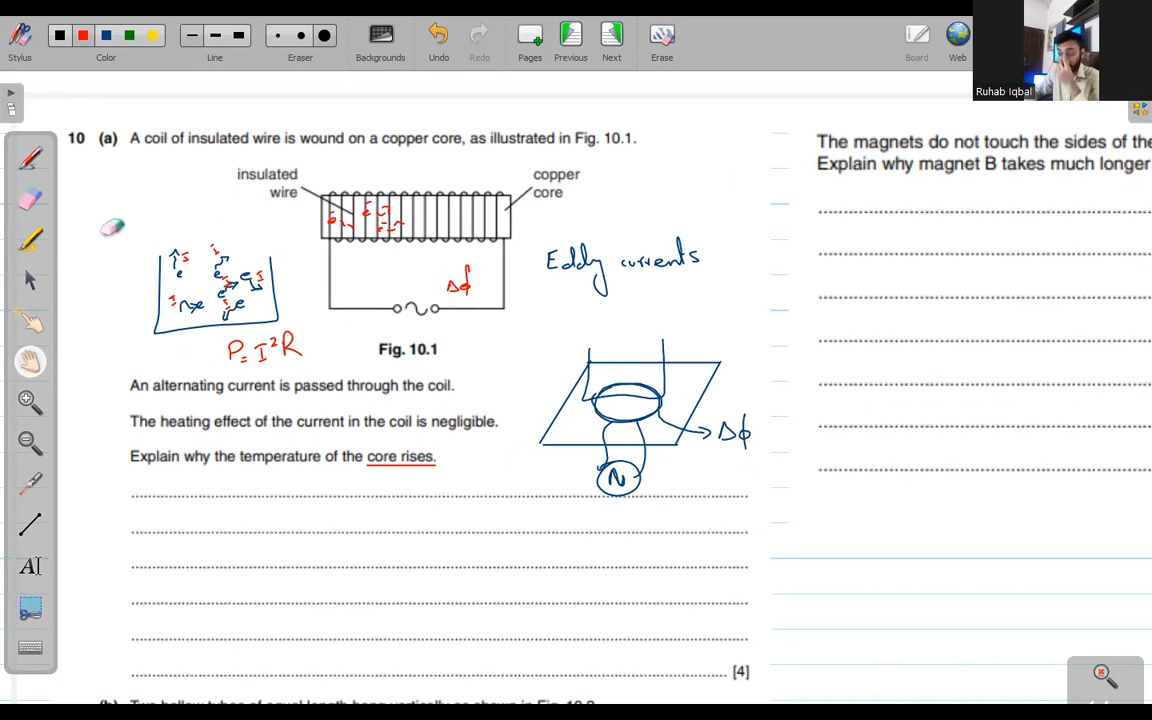 Stylus
Color
Line
Eraser
Backgrounds
Undo
Redo
Pages
Previous
Next
Erase
Board
Web
Ruhab Iqbal
10 (a) A coil of insulated wire is wound on a copper core, as illustrated in Fig. 10.1.
insulated
wire
copper
core
Eddy currents
Δϕ
P = I²R
Fig. 10.1
An alternating current is passed through the coil.
The heating effect of the current in the coil is negligible.
Explain why the temperature of the core rises.
Δϕ
N
[4]
The magnets do not touch the sides of the
Explain why magnet B takes much longer